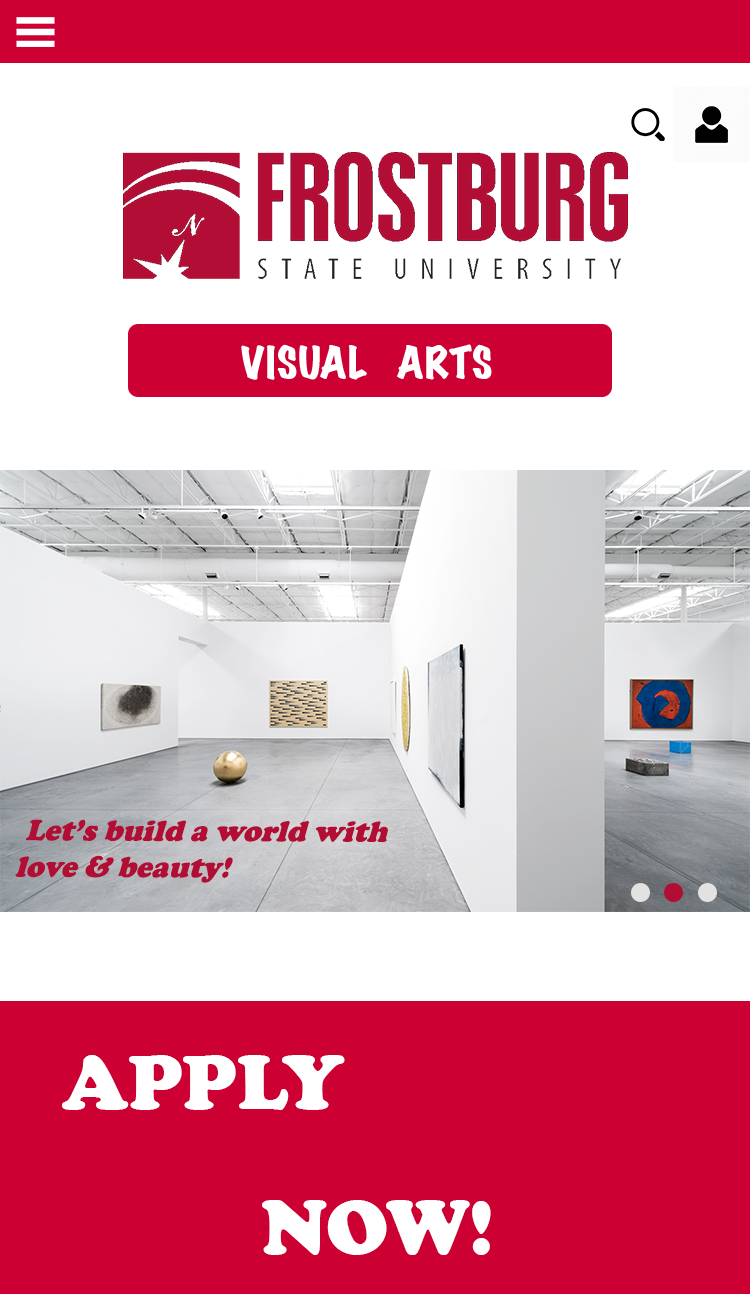 N
FROSTBURG
STATE UNIVERSITY
VISUAL ARTS
Let's build a world with
love & beauty!
APPLY
NOW!